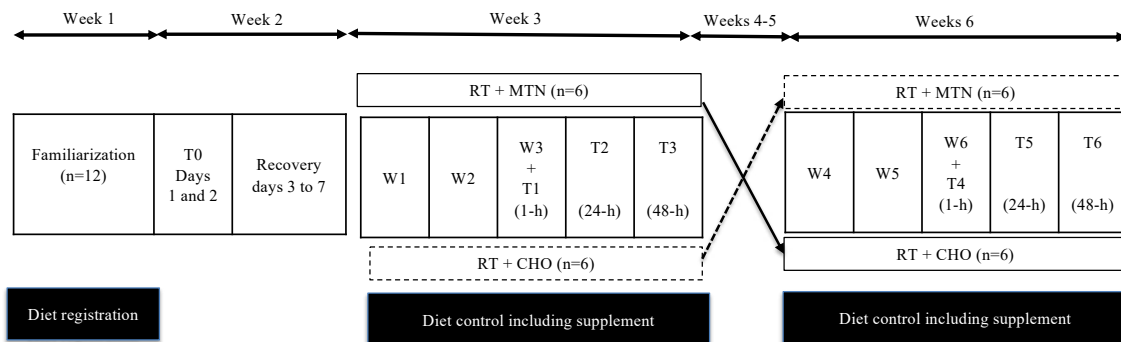 Week 1
Week 2
Week 3
Weeks 4-5
Weeks 6
RT + MTN (n=6)
RT + MTN (n=6)
Familiarization
(n=12)
T0
Days
1 and 2
Recovery
days 3 to 7
W1
W2
W3
+
T1
(1-h)
T2
(24-h)
T3
(48-h)
W4
W5
W6
+
T4
(1-h)
T5
(24-h)
T6
(48-h)
RT + CHO (n=6)
RT + CHO (n=6)
Diet registration
Diet control including supplement
Diet control including supplement